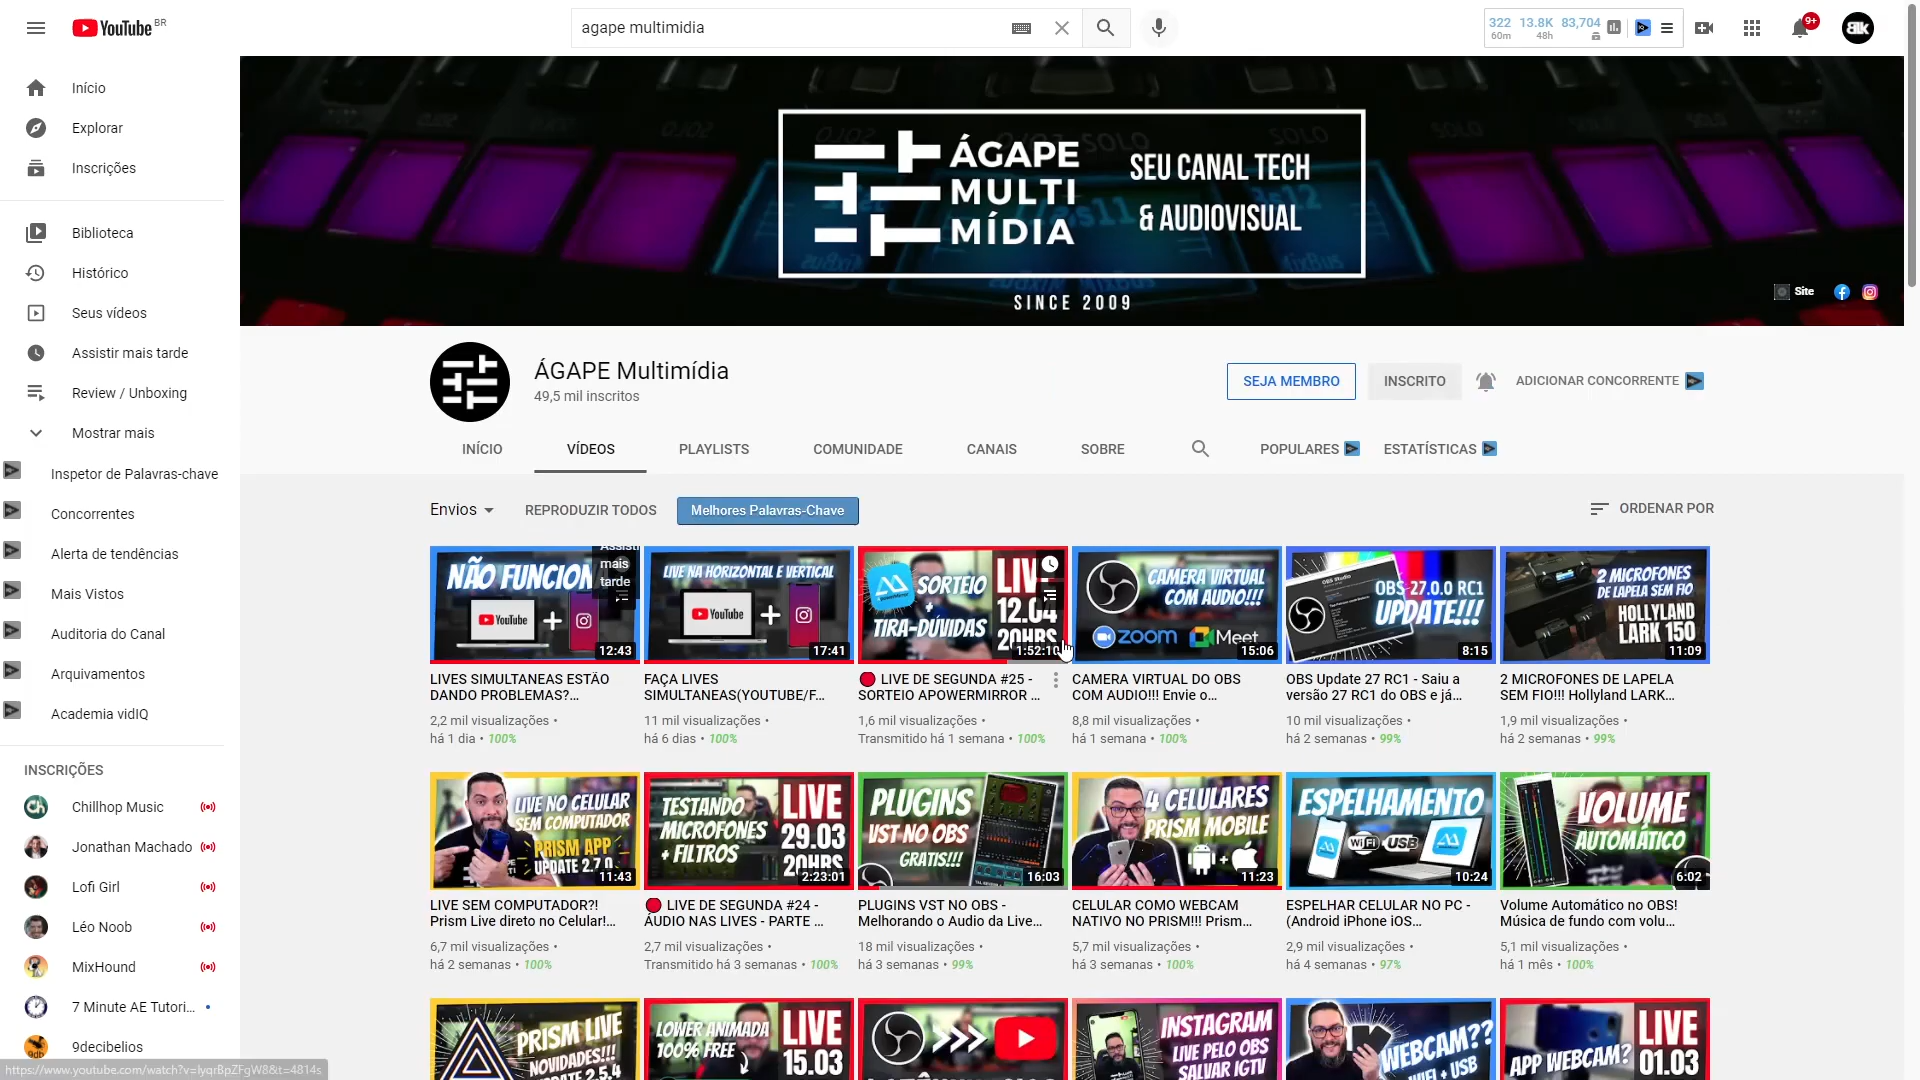 YouTube BR
agape multimidia
322 13.8K 83,704
60m 48h
9+
Início
Explorar
Inscrições
Biblioteca
Histórico
Seus vídeos
Assistir mais tarde
Review / Unboxing
Mostrar mais
Inspetor de Palavras-chave
Concorrentes
Alerta de tendências
Mais Vistos
Auditoria do Canal
Arquivamentos
Academia vidIQ
INSCRIÇÕES
Chillhop Music
Jonathan Machado
Lofi Girl
Léo Noob
MixHound
7 Minute AE Tutori...
9decibelios
https://www.youtube.com/watch?v=lyqrBpZFgW8&t=4814s
ÁGAPE
MULTI
MÍDIA
SEU CANAL TECH
& AUDIOVISUAL
SINCE 2009
Site
ÁGAPE Multimídia
49,5 mil inscritos
SEJA MEMBRO
INSCRITO
ADICIONAR CONCORRENTE
INÍCIO
VÍDEOS
PLAYLISTS
COMUNIDADE
CANAIS
SOBRE
POPULARES
ESTATÍSTICAS
Envios
REPRODUZIR TODOS
Melhores Palavras-Chave
ORDENAR POR
NÃO FUNCION
mais
tarde
YouTube +
12:43
LIVES SIMULTANEAS ESTÃO
DANDO PROBLEMAS?...
2,2 mil visualizações •
há 1 dia • 100%
LIVE NA HORIZONTAL E VERTICAL
YouTube +
17:41
FAÇA LIVES
SIMULTANEAS(YOUTUBE/F...
11 mil visualizações •
há 6 dias • 100%
SORTEIO
+
TIRA-DÚVIDAS
LIVE
12.04
20HRS
1:52:10
LIVE DE SEGUNDA #25 -
SORTEIO APOWERMIRROR ...
1,6 mil visualizações •
Transmitido há 1 semana • 100%
CAMERA VIRTUAL
COM AUDIO!!!
zoom Meet
15:06
CAMERA VIRTUAL DO OBS
COM AUDIO!!! Envie o...
8,8 mil visualizações •
há 1 semana • 100%
OBS Studio
OBS-27.0.0 RC1
UPDATE!!!
8:15
OBS Update 27 RC1 - Saiu a
versão 27 RC1 do OBS e já...
10 mil visualizações •
há 2 semanas • 99%
2 MICROFONES
DE LAPELA SEM FIO
HOLLYLAND
LARK 150
11:09
2 MICROFONES DE LAPELA
SEM FIO!!! Hollyland LARK...
1,9 mil visualizações •
há 2 semanas • 99%
LIVE NO CELULAR
SEM COMPUTADOR
PRISM APP
UPDATE 2.7.0
11:43
LIVE SEM COMPUTADOR?!
Prism Live direto no Celular!...
6,7 mil visualizações •
há 2 semanas • 100%
TESTANDO
MICROFONES
+ FILTROS
LIVE
29.03
20HRS
2:23:01
LIVE DE SEGUNDA #24 -
ÁUDIO NAS LIVES - PARTE ...
2,7 mil visualizações •
Transmitido há 3 semanas • 100%
PLUGINS
VST NO OBS
GRATIS!!!
16:03
PLUGINS VST NO OBS -
Melhorando o Audio da Live...
18 mil visualizações •
há 3 semanas • 99%
4 CELULARES
PRISM MOBILE
+
11:23
CELULAR COMO WEBCAM
NATIVO NO PRISM!!! Prism...
5,7 mil visualizações •
há 3 semanas • 100%
ESPELHAMENTO
WiFi USB
10:24
ESPELHAR CELULAR NO PC -
(Android iPhone iOS...
2,9 mil visualizações •
há 4 semanas • 97%
VOLUME
AUTOMÁTICO
6:02
Volume Automático no OBS!
Música de fundo com volu...
5,1 mil visualizações •
há 1 mês • 100%
PRISM LIVE
NOVIDADES!!!
UPDATE 2.5.4
LOWER ANIMADA
100% FREE
LIVE
15.03
>>>
INSTAGRAM
LIVE PELO OBS
SALVAR IGTV
WEBCAM??
WIFI + USB
APP WEBCAM?
LIVE
01.03